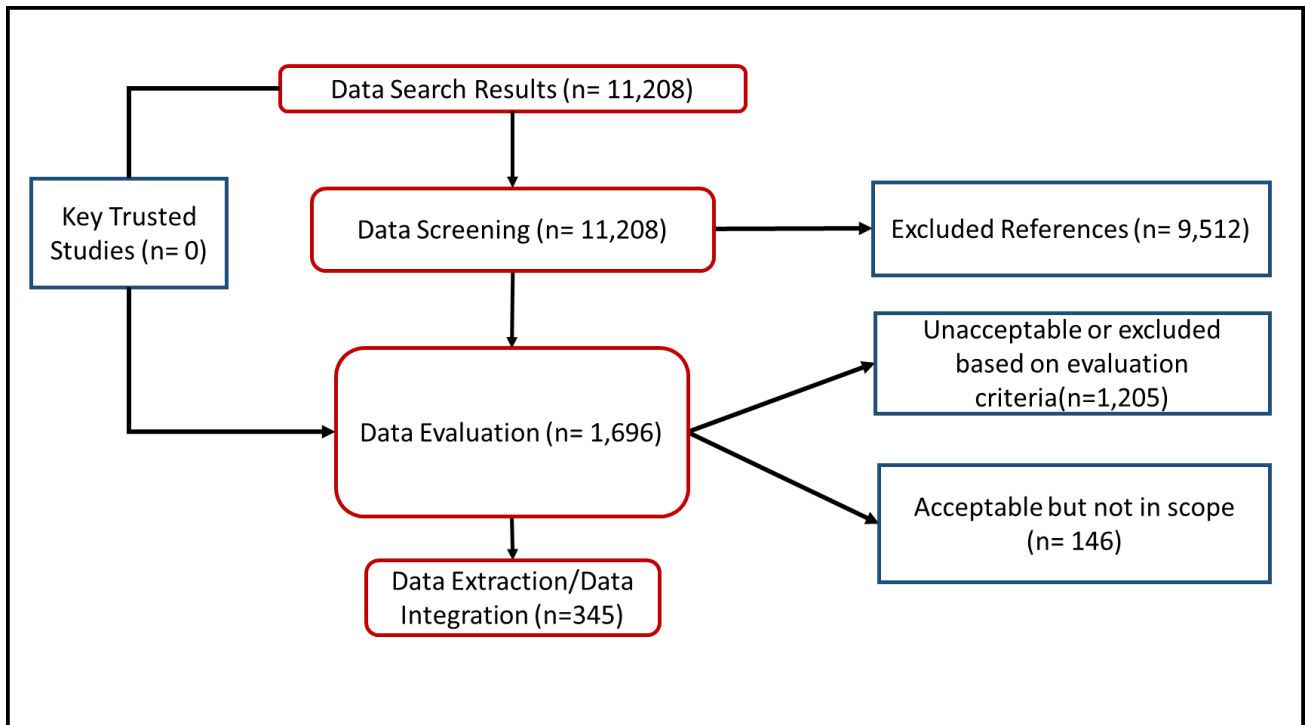 Data Search Results (n= 11,208)
Key Trusted
Studies (n= 0)
Data Screening (n= 11,208)
Excluded References (n= 9,512)
Data Evaluation (n= 1,696)
Unacceptable or excluded
based on evaluation
criteria(n=1,205)
Acceptable but not in scope
(n= 146)
Data Extraction/Data
Integration (n=345)